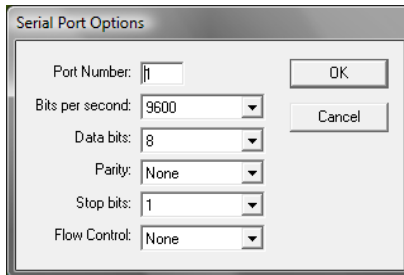 Serial Port Options
Port Number: 1 OK
Bits per second: 9600 Cancel
Data bits: 8
Parity: None
Stop bits: 1
Flow Control: None